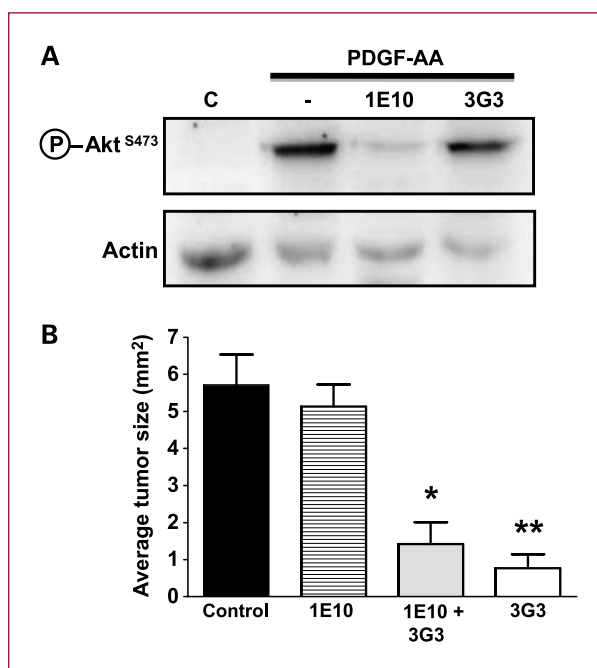 A
PDGF-AA
C - 1E10 3G3
P-Akt S473
Actin
B
Average tumor size (mm²)
7
6
5
4
3
2
1
0
*
**
Control 1E10 1E10 + 3G3
3G3